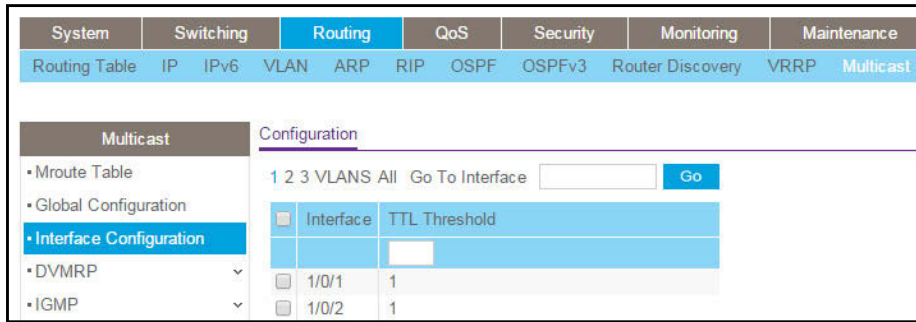 System Switching Routing QoS Security Monitoring Maintenance
Routing Table IP IPv6 VLAN ARP RIP OSPF OSPFv3 Router Discovery VRRP Multicast
Multicast
• Mroute Table
• Global Configuration
• Interface Configuration
• DVMRP
• IGMP
Configuration
1 2 3 VLANS All Go To Interface Go
Interface TTL Threshold
1/0/1 1
1/0/2 1